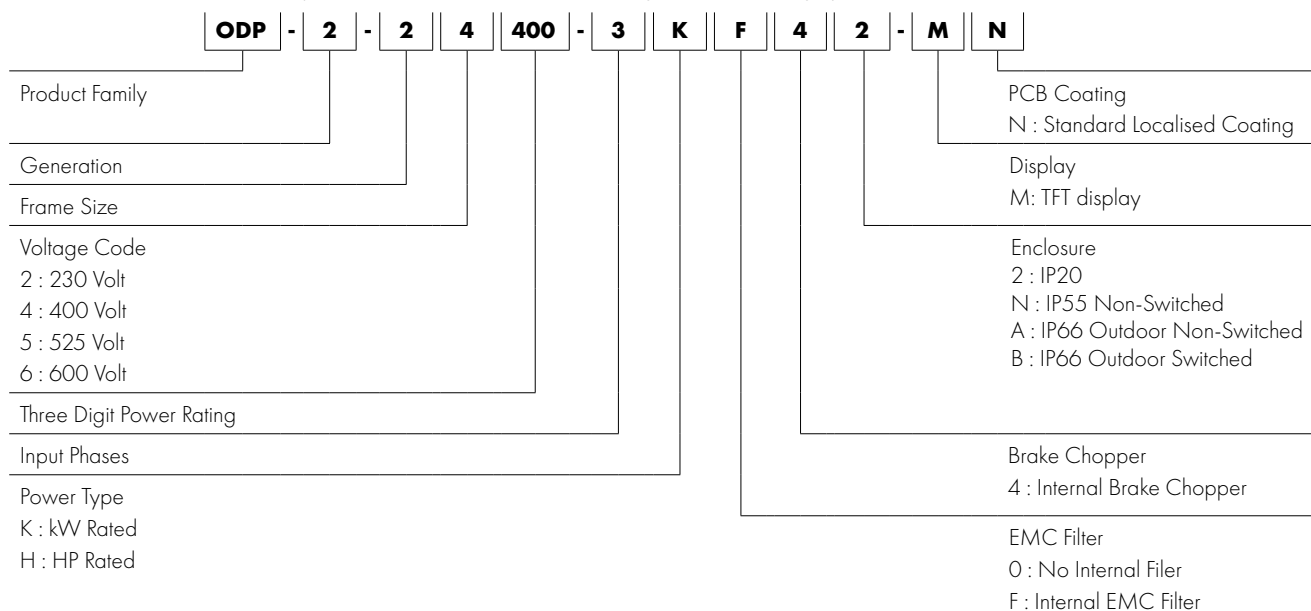 ODP - 2 - 2 4 400 - 3 K F 4 2 - M N
Product Family
Generation
Frame Size
Voltage Code
2 : 230 Volt
4 : 400 Volt
5 : 525 Volt
6 : 600 Volt
Three Digit Power Rating
Input Phases
Power Type
K : kW Rated
H : HP Rated
PCB Coating
N : Standard Localised Coating
Display
M: TFT display
Enclosure
2 : IP20
N : IP55 Non-Switched
A : IP66 Outdoor Non-Switched
B : IP66 Outdoor Switched
Brake Chopper
4 : Internal Brake Chopper
EMC Filter
0 : No Internal Filer
F : Internal EMC Filter